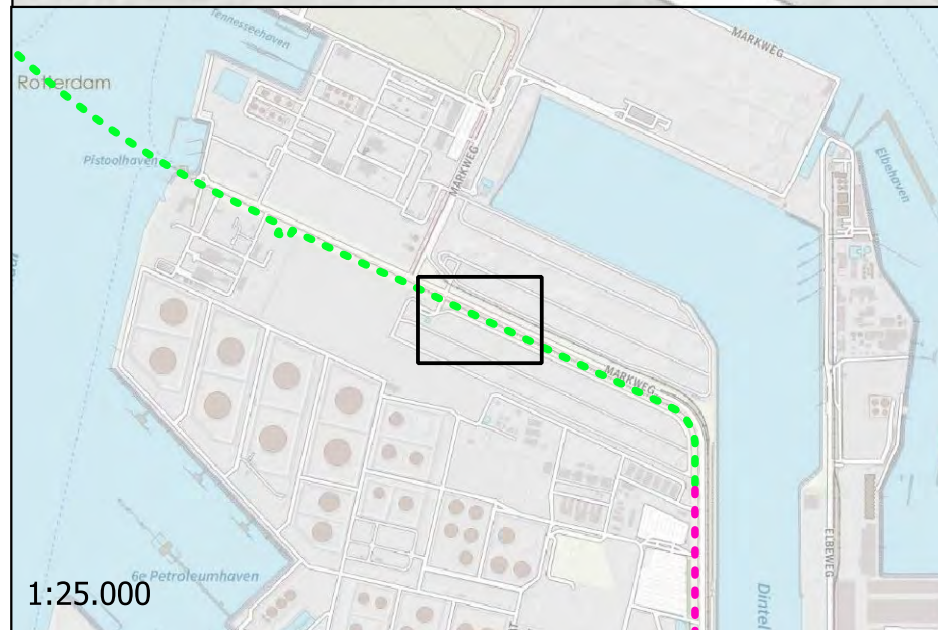 Tennesseehaven
MARKWEG
Rotterdam
Pistoolhaven
MARKWEG
Elbehaven
MARKWEG
ELBEWEG
6e Petroleumhaven
Dintel
1:25.000